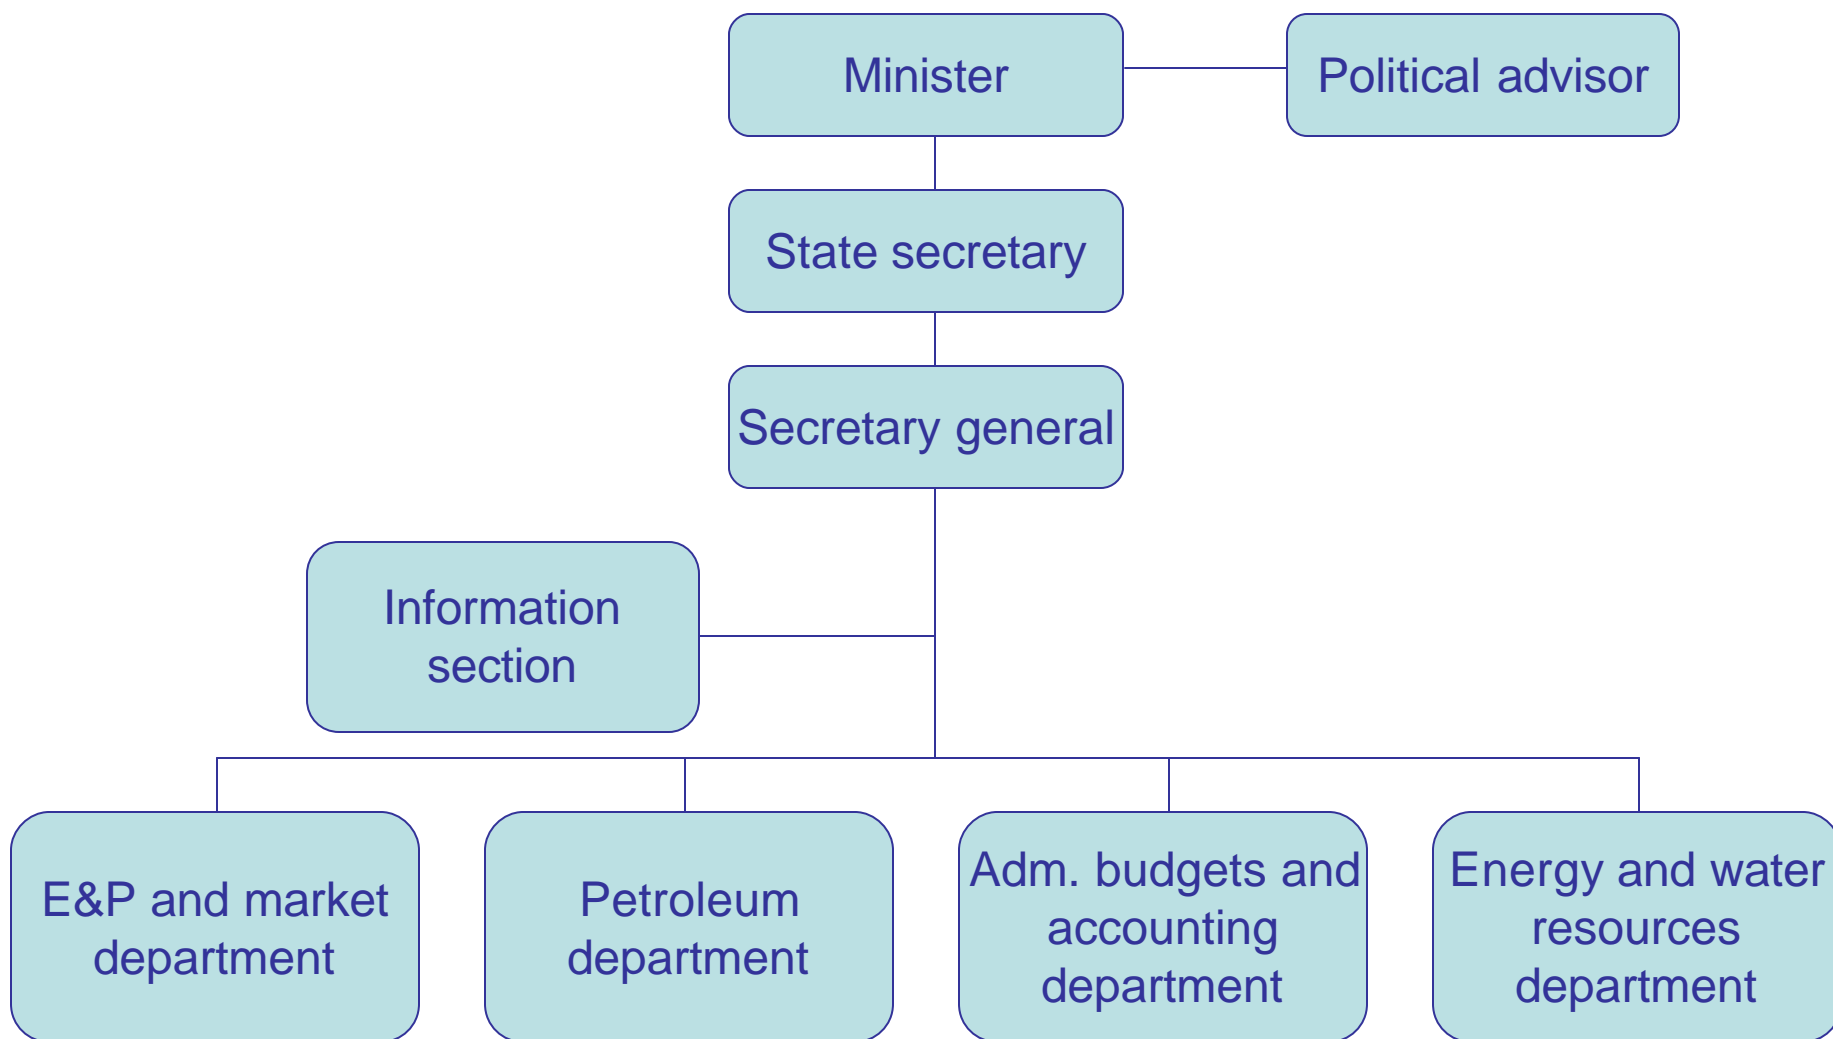 Minister
Political advisor
State secretary
Secretary general
Information
section
E&P and market
department
Petroleum
department
Adm. budgets and
accounting
department
Energy and water
resources
department